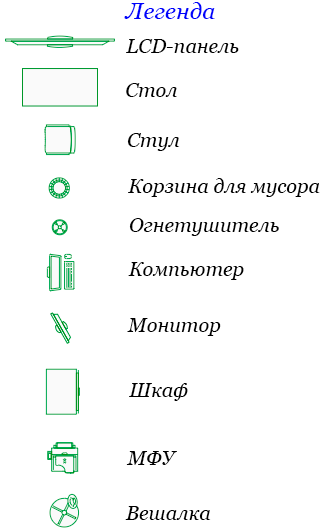 Легенда
LCD-панель
Стол
Стул
Корзина для мусора
Огнетушитель
Компьютер
Монитор
Шкаф
МФУ
Вешалка